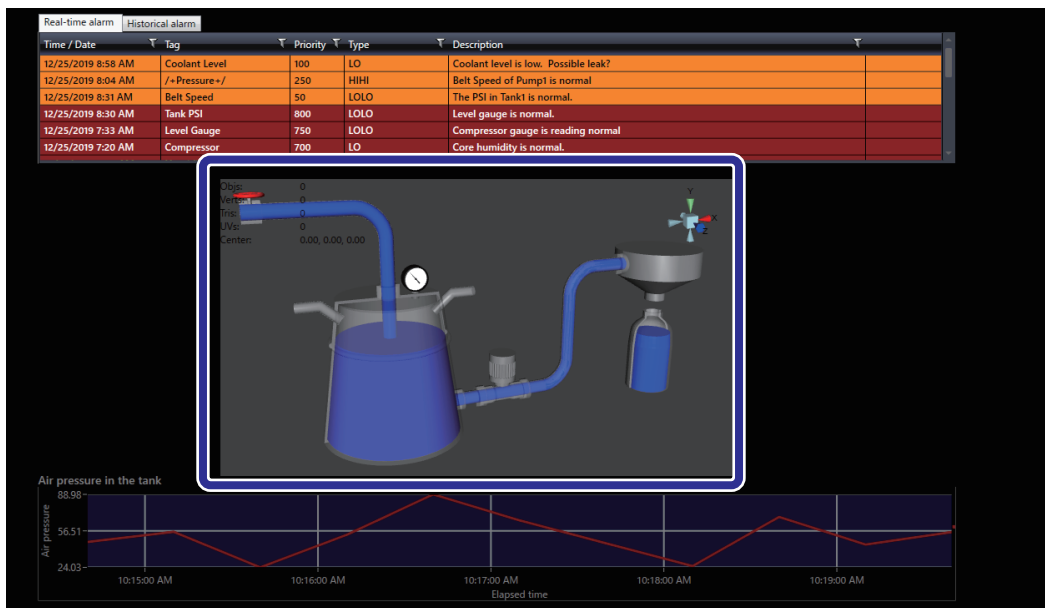 Real-time alarm Historical alarm
Time / Date Tag Priority Type Description
12/25/2019 8:58 AM Coolant Level 100 LO Coolant level is low. Possible leak?
12/25/2019 8:04 AM /+Pressure+/ 250 HIHI Belt Speed of Pump1 is normal
12/25/2019 8:31 AM Belt Speed 50 LOLO The PSI in Tank1 is normal.
12/25/2019 8:30 AM Tank PSI 800 LOLO Level gauge is normal.
12/25/2019 7:33 AM Level Gauge 750 LOLO Compressor gauge is reading normal
12/25/2019 7:20 AM Compressor 700 LO Core humidity is normal.
Objs: 0
Verts: 0
Tris: 0
UVs: 0
Center: 0.00, 0.00, 0.00
Y
X
Z
Air pressure in the tank
88.98
56.51
24.03
Air pressure
10:15:00 AM 10:16:00 AM 10:17:00 AM 10:18:00 AM 10:19:00 AM
Elapsed time